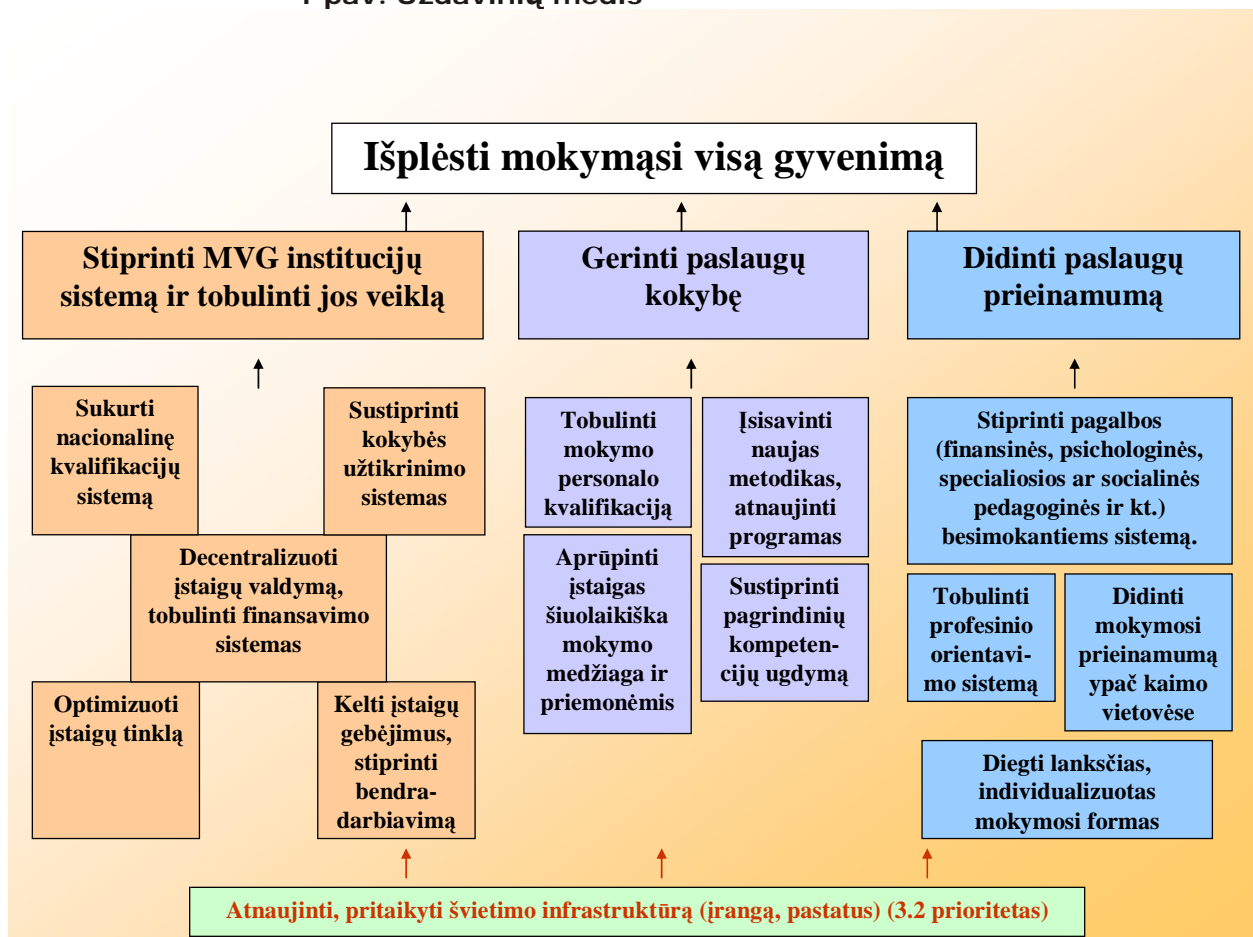 1 pav. Uždavinių medis
Išplėsti mokymąsi visą gyvenimą
Stiprinti MVG institucijų
sistemą ir tobulinti jos veiklą
Gerinti paslaugų
kokybę
Didinti paslaugų
prieinamumą
Sukurti
nacionalinę
kvalifikacijų
sistemą
Sustiprinti
kokybės
užtikrinimo
sistemas
Decentralizuoti
įstaigų valdymą,
tobulinti finansavimo
sistemas
Optimizuoti
įstaigų tinklą
Kelti įstaigų
gebėjimus,
stiprinti
bendra-
darbiavimą
Tobulinti
mokymo
personalo
kvalifikaciją
Įsisavinti
naujas
metodikas,
atnaujinti
programas
Aprūpinti
įstaigas
šiuolaikiška
mokymo
medžiaga ir
priemonėmis
Sustiprinti
pagrindinių
kompeten-
cijų ugdymą
Stiprinti pagalbos
(finansinės, psichologinės,
specialiosios ar socialinės
pedagoginės ir kt.)
besimokantiems sistemą.
Tobulinti
profesinio
orientavi-
mo sistemą
Didinti
mokymosi
prieinamumą
ypač kaimo
vietovėse
Diegti lanksčias,
individualizuotas
mokymosi formas
Atnaujinti, pritaikyti švietimo infrastruktūrą (įrangą, pastatus) (3.2 prioritetas)